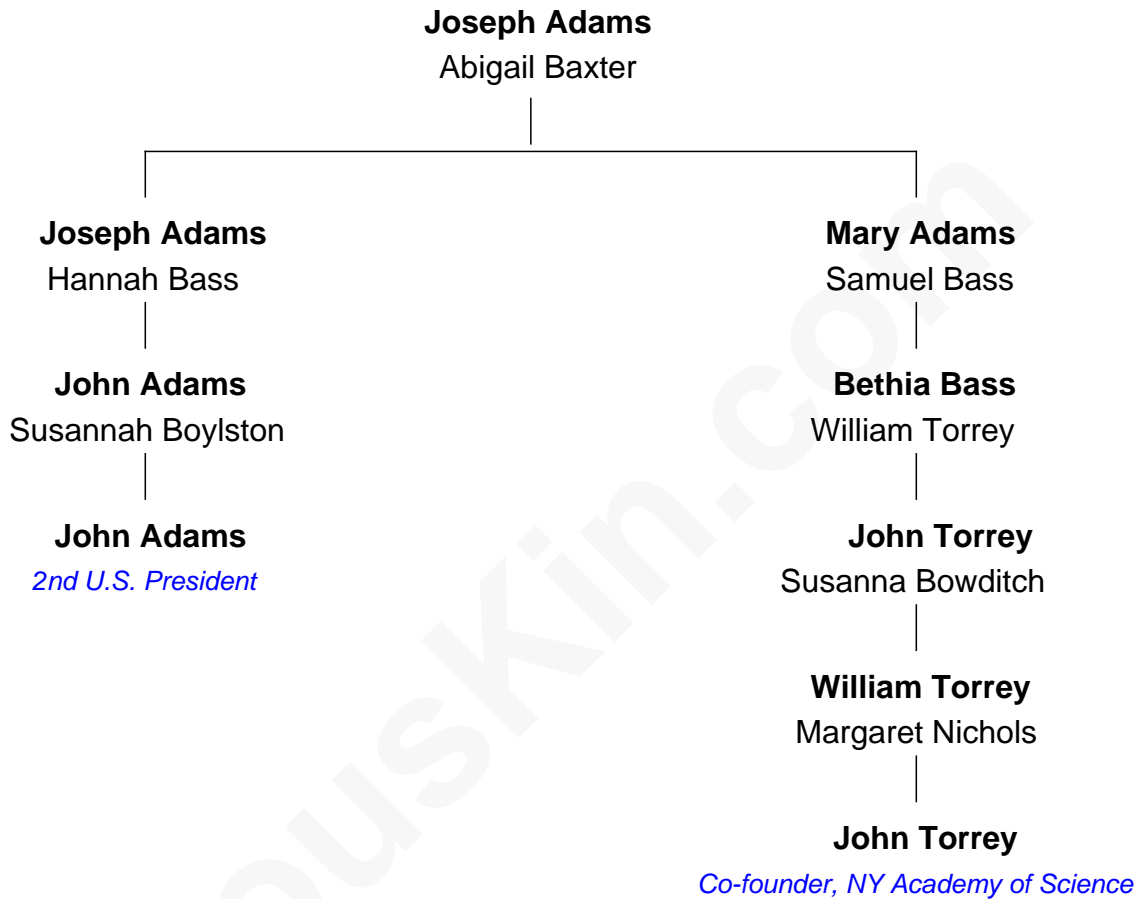 Joseph Adams
Abigail Baxter
Joseph Adams
Hannah Bass
Mary Adams
Samuel Bass
John Adams
Susannah Boylston
Bethia Bass
William Torrey
John Adams
2nd U.S. President
John Torrey
Susanna Bowditch
William Torrey
Margaret Nichols
John Torrey
Co-founder, NY Academy of Science